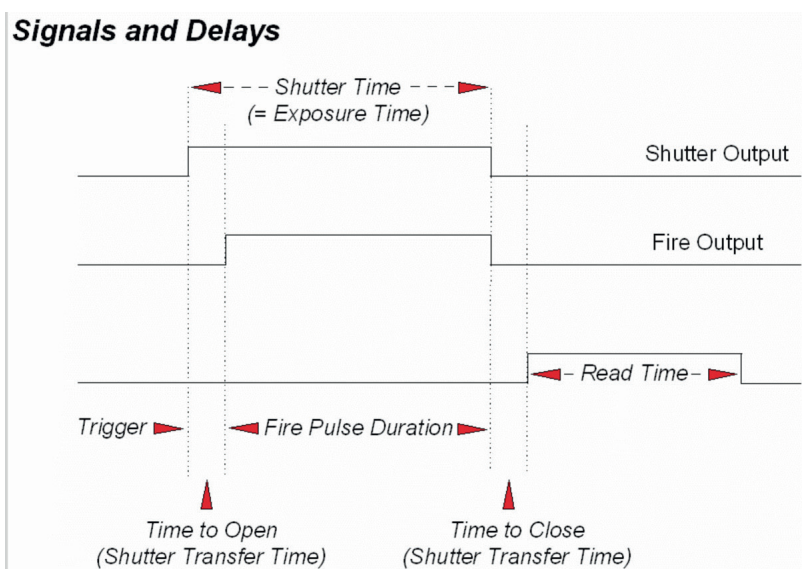 Signals and Delays
Shutter Time
(= Exposure Time)
Shutter Output
Fire Output
Read Time
Trigger
Fire Pulse Duration
Time to Open
(Shutter Transfer Time)
Time to Close
(Shutter Transfer Time)